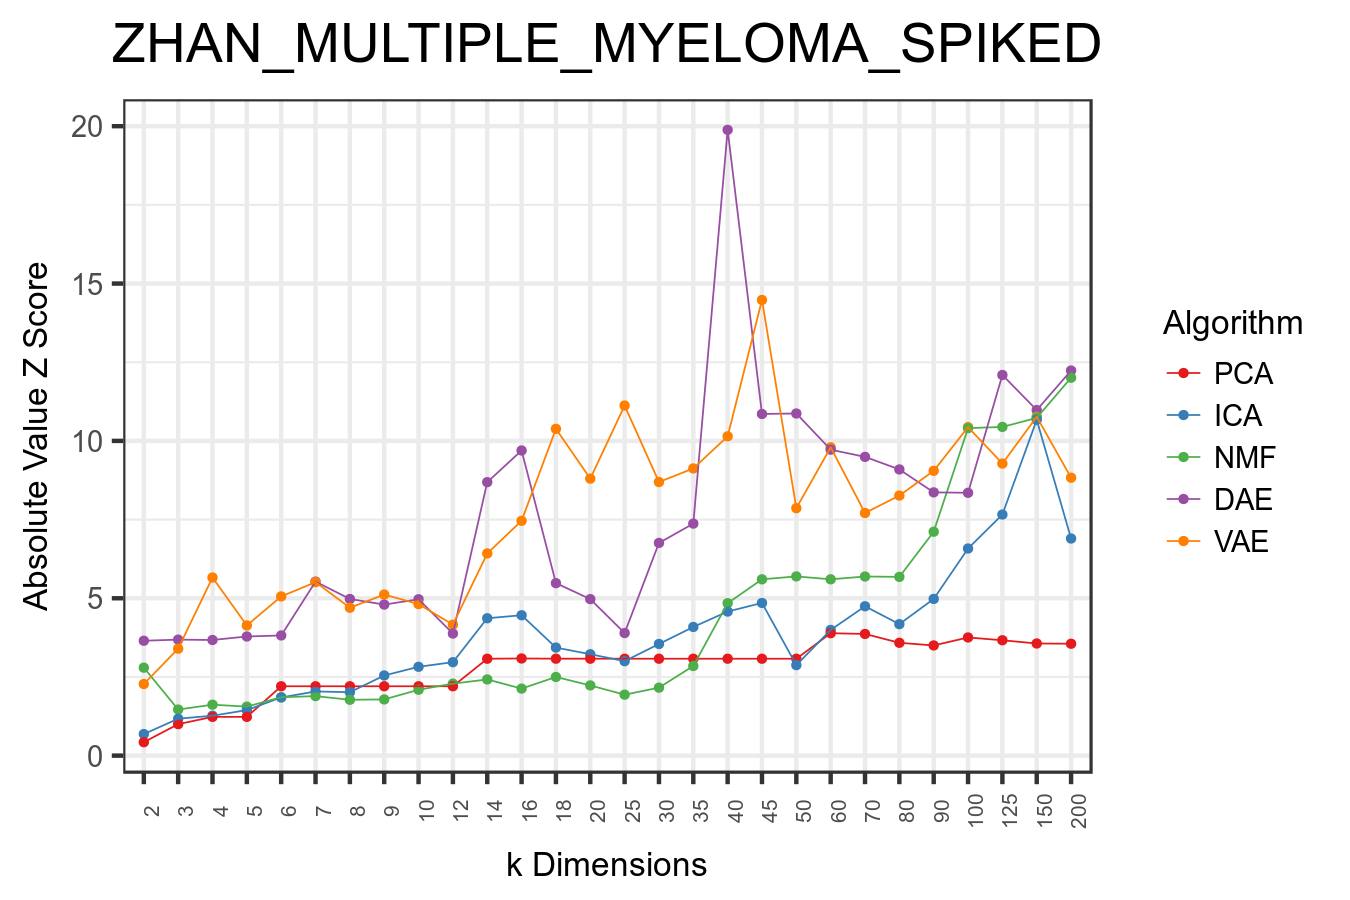 ZHAN_MULTIPLE_MYELOMA_SPIKED
Absolute Value Z Score
20
15
10
5
0
2 3 4 5 6 7 8 9 10 12 14 16 18 20 25 30 35 40 45 50 60 70 80 90 100 125 150 200
k Dimensions
Algorithm
PCA
ICA
NMF
DAE
VAE